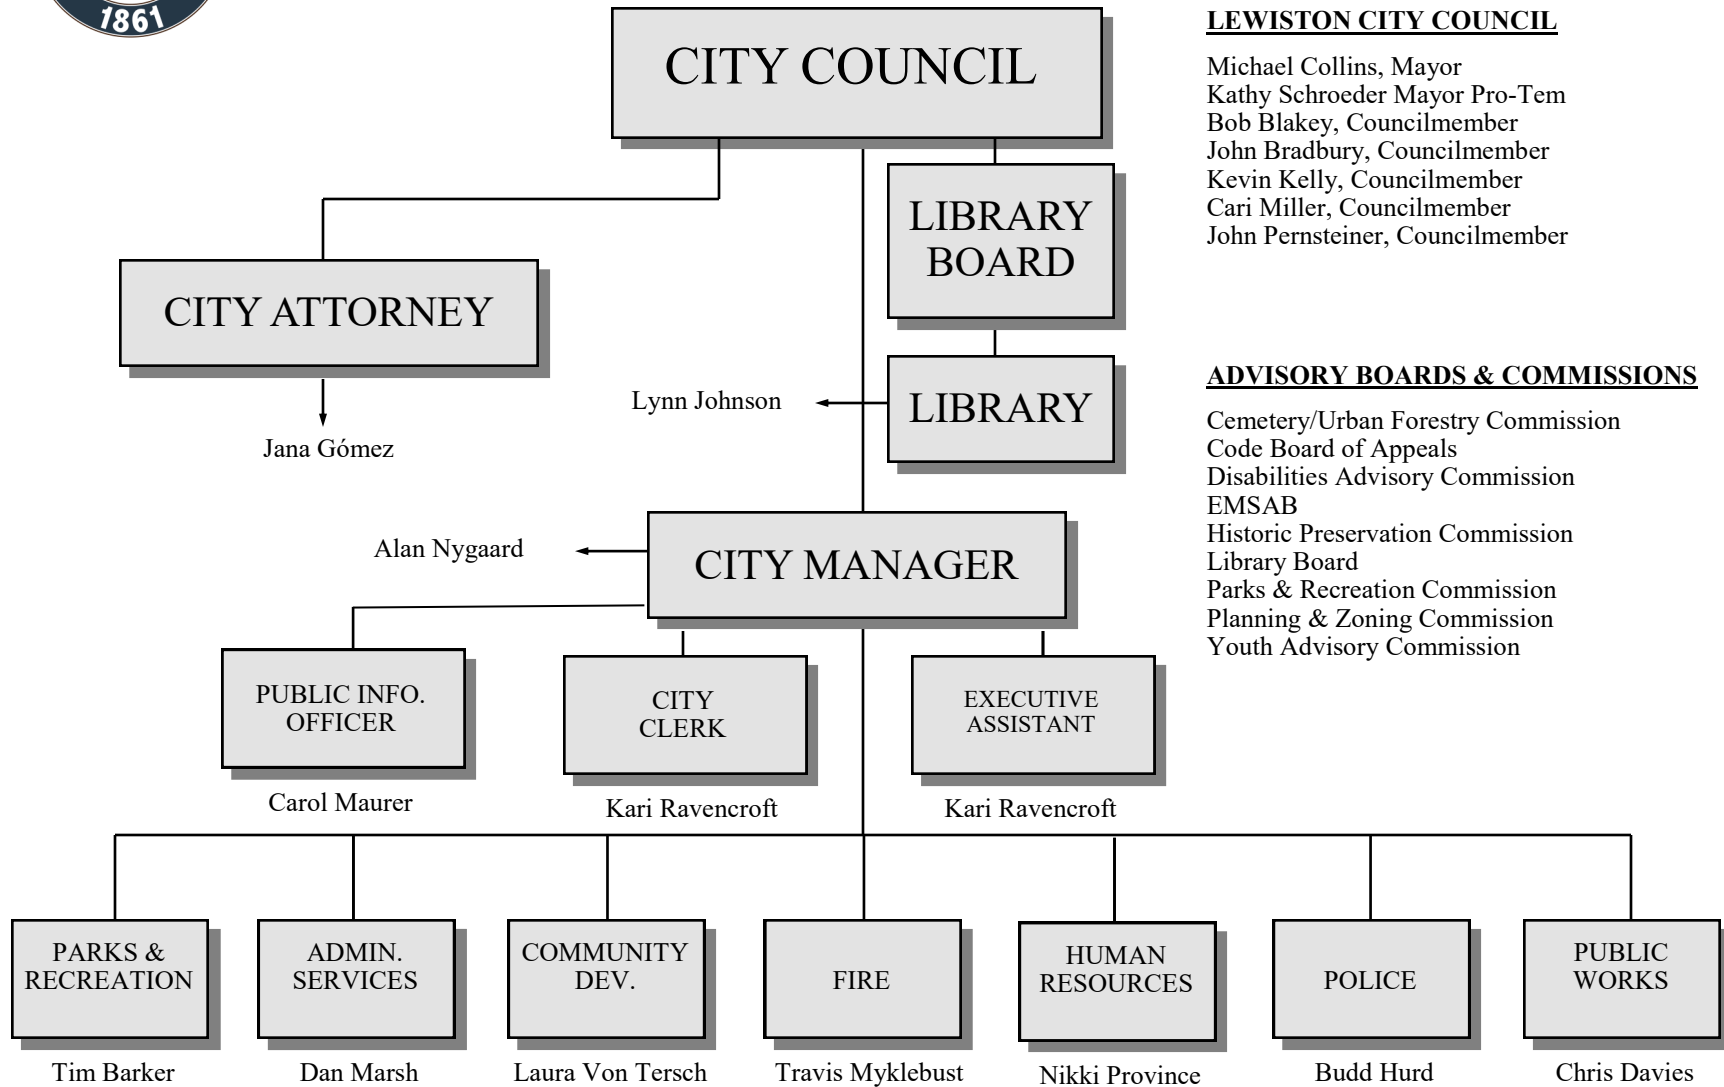 1861
CITY COUNCIL
LIBRARY
BOARD
CITY ATTORNEY
Jana Gómez
LIBRARY
Lynn Johnson
CITY MANAGER
Alan Nygaard
PUBLIC INFO.
OFFICER
Carol Maurer
CITY
CLERK
Kari Ravencroft
EXECUTIVE
ASSISTANT
Kari Ravencroft
PARKS &
RECREATION
Tim Barker
ADMIN.
SERVICES
Dan Marsh
COMMUNITY
DEV.
Laura Von Tersch
FIRE
Travis Myklebust
HUMAN
RESOURCES
Nikki Province
POLICE
Budd Hurd
PUBLIC
WORKS
Chris Davies
LEWISTON CITY COUNCIL
Michael Collins, Mayor
Kathy Schroeder Mayor Pro-Tem
Bob Blakey, Councilmember
John Bradbury, Councilmember
Kevin Kelly, Councilmember
Cari Miller, Councilmember
John Pernsteiner, Councilmember
ADVISORY BOARDS & COMMISSIONS
Cemetery/Urban Forestry Commission
Code Board of Appeals
Disabilities Advisory Commission
EMSAB
Historic Preservation Commission
Library Board
Parks & Recreation Commission
Planning & Zoning Commission
Youth Advisory Commission